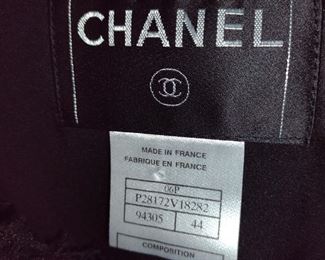 CHANEL
MADE IN FRANCE
FABRIQUE EN FRANCE
06P
P28172V18282
94305 44
COMPOSITION